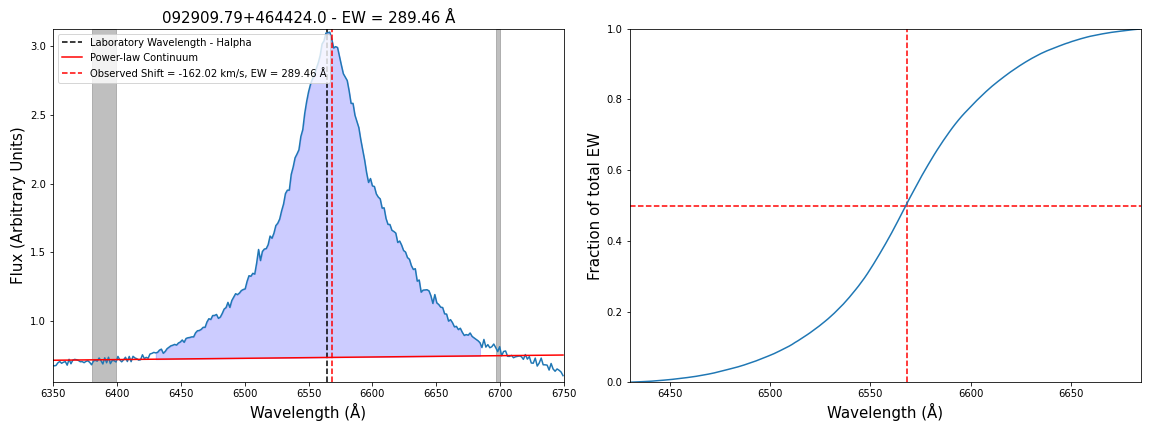 092909.79+464424.0 - EW = 289.46 Å
Laboratory Wavelength - Halpha
Power-law Continuum
Observed Shift = -162.02 km/s, EW = 289.46 Å
3.0
2.5
2.0
1.5
1.0
Flux (Arbitrary Units)
6350 6400 6450 6500 6550 6600 6650 6700 6750
Wavelength (Å)
1.0
0.8
0.6
0.4
0.2
0.0
Fraction of total EW
6450 6500 6550 6600 6650
Wavelength (Å)